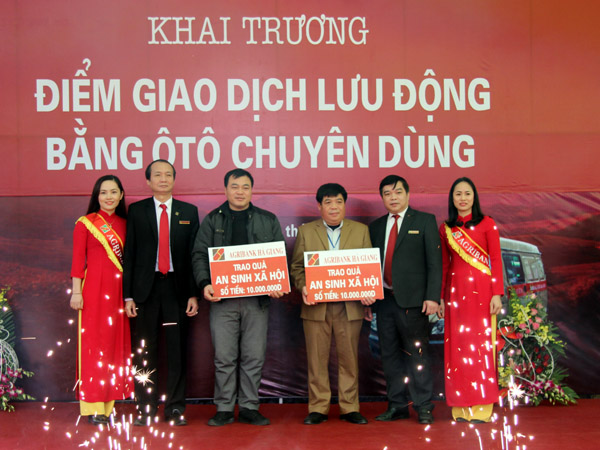 KHAI TRƯƠNG
ĐIỂM GIAO DỊCH LƯU ĐỘNG
BẰNG ÔTÔ CHUYÊN DÙNG
AGRIBANK HÀ GIANG
TRAO QUÀ
AN SINH XÃ HỘI
SỐ TIỀN: 10.000.000Đ
AGRIBANK HÀ GIANG
TRAO QUÀ
AN SINH XÃ HỘI
SỐ TIỀN: 10.000.000Đ
AGRIBAN